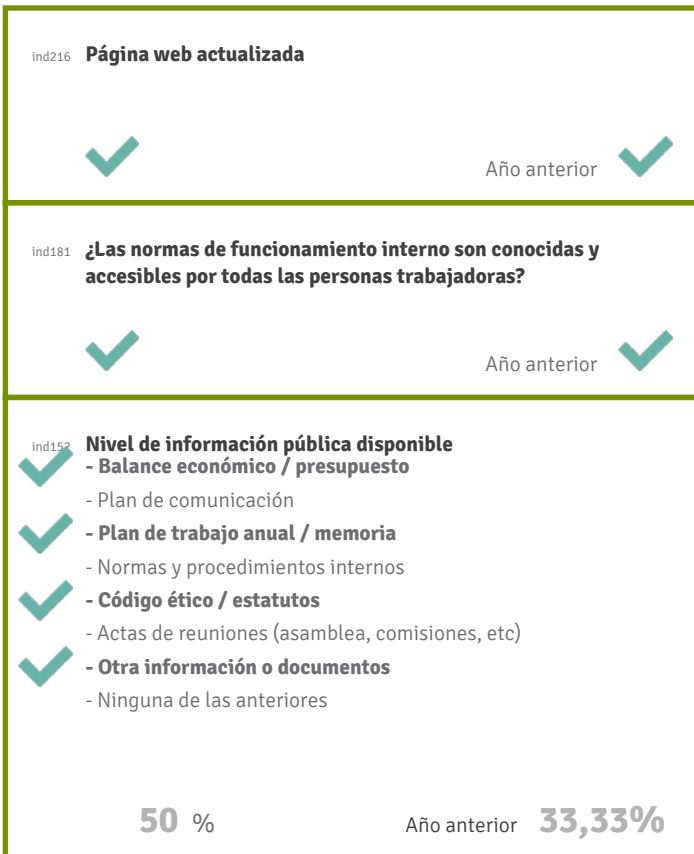 ind216 Página web actualizada
Año anterior
ind181 ¿Las normas de funcionamiento interno son conocidas y
accesibles por todas las personas trabajadoras?
Año anterior
ind152 Nivel de información pública disponible
- Balance económico / presupuesto
- Plan de comunicación
- Plan de trabajo anual / memoria
- Normas y procedimientos internos
- Código ético / estatutos
- Actas de reuniones (asamblea, comisiones, etc)
- Otra información o documentos
- Ninguna de las anteriores
50 % Año anterior 33,33%